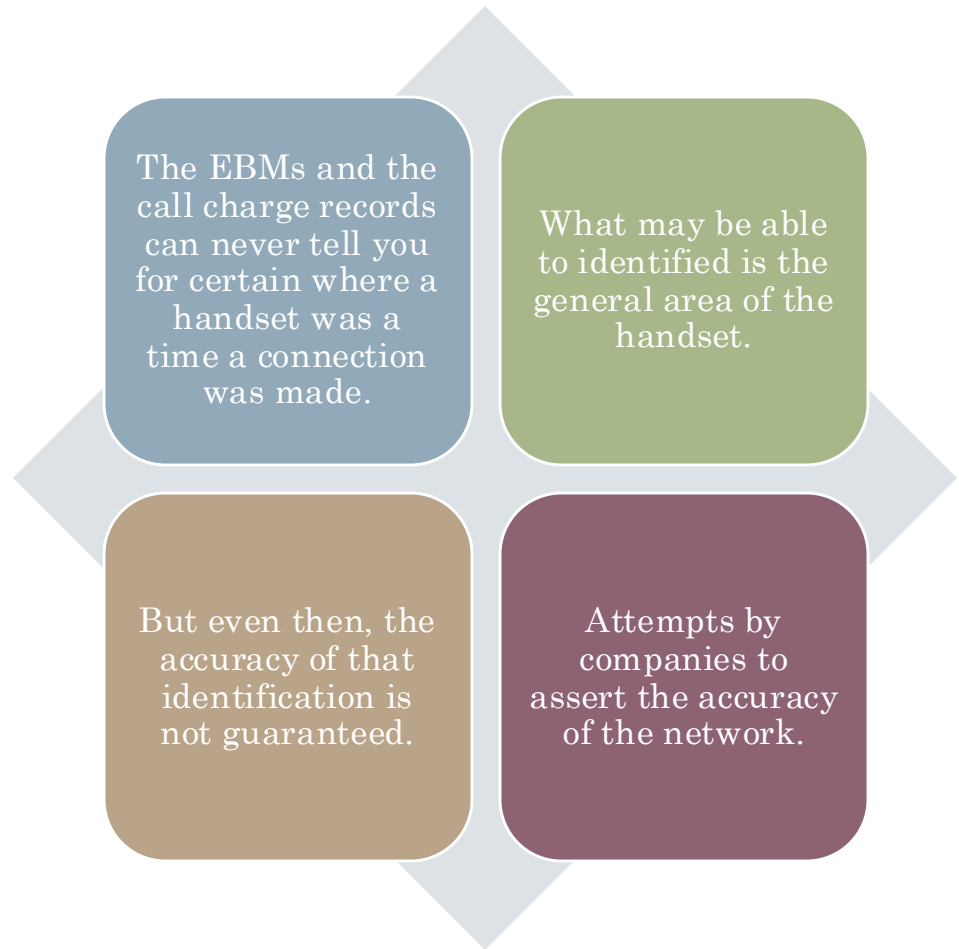 The EBMs and the
call charge records
can never tell you
for certain where a
handset was a
time a connection
was made.
What may be able
to identified is the
general area of the
handset.
But even then, the
accuracy of that
identification is
not guaranteed.
Attempts by
companies to
assert the accuracy
of the network.